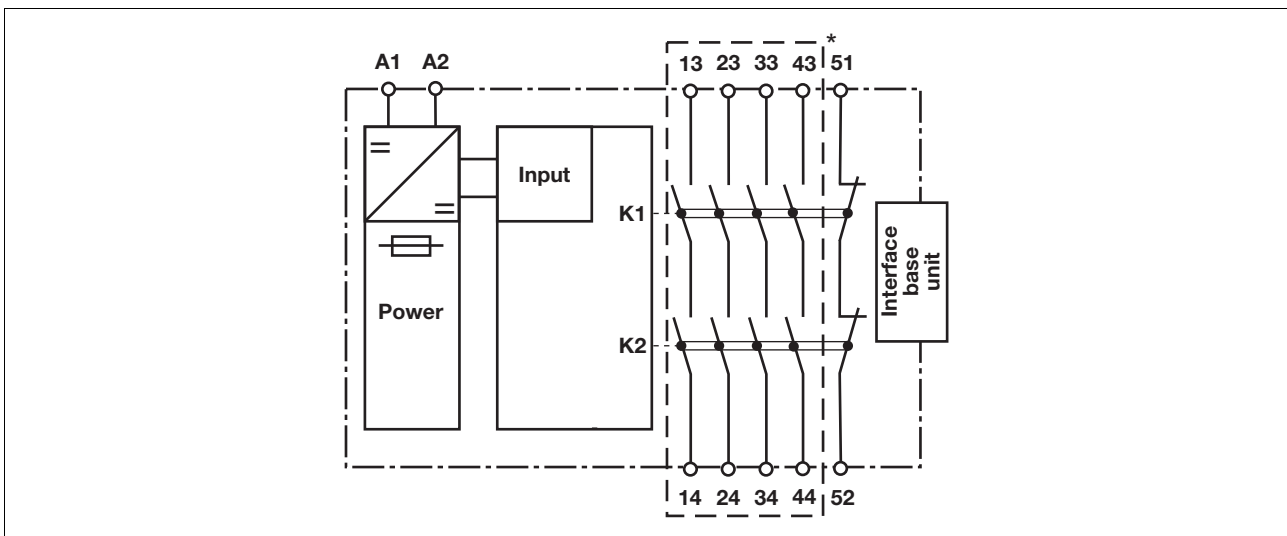 *
A1 A2 13 23 33 43 51
Input
K1
Interface
base
unit
Power
K2
14 24 34 44 52